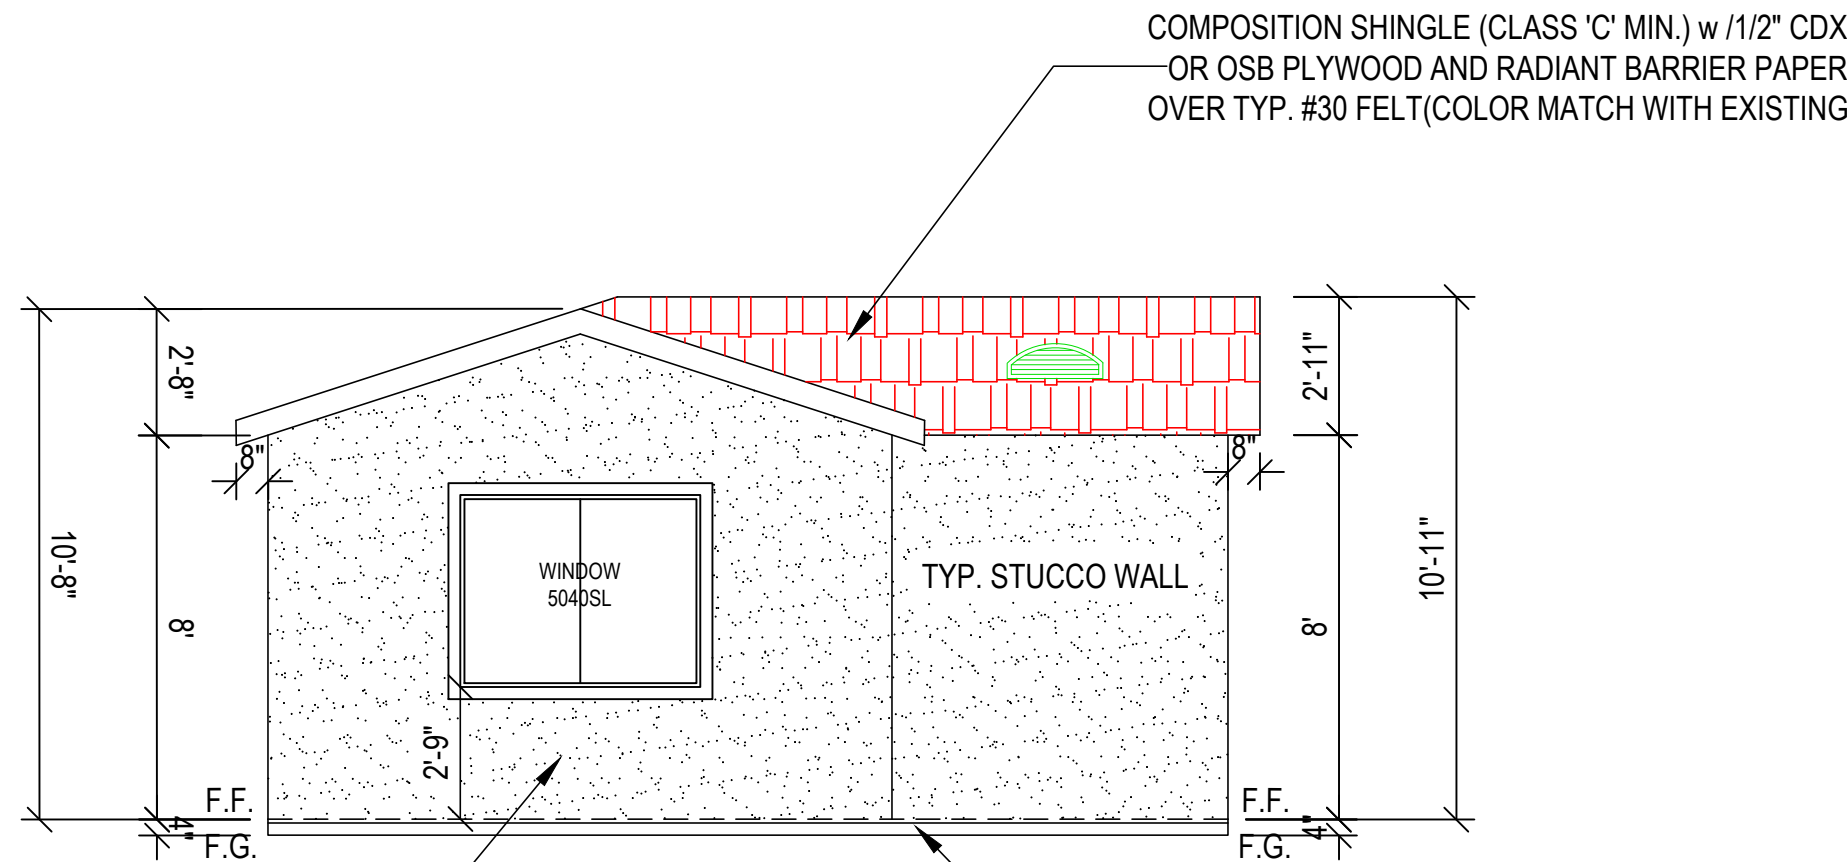 COMPOSITION SHINGLE (CLASS 'C' MIN.) w /1/2" CDX
OR OSB PLYWOOD AND RADIANT BARRIER PAPER
OVER TYP. #30 FELT(COLOR MATCH WITH EXISTING
2'-8"
2'-11"
8"
8"
10'-8"
10'-11"
WINDOW
5040SL
TYP. STUCCO WALL
8'
8'
2'-9"
F.F.
F.F.
4"
4"
F.G.
F.G.